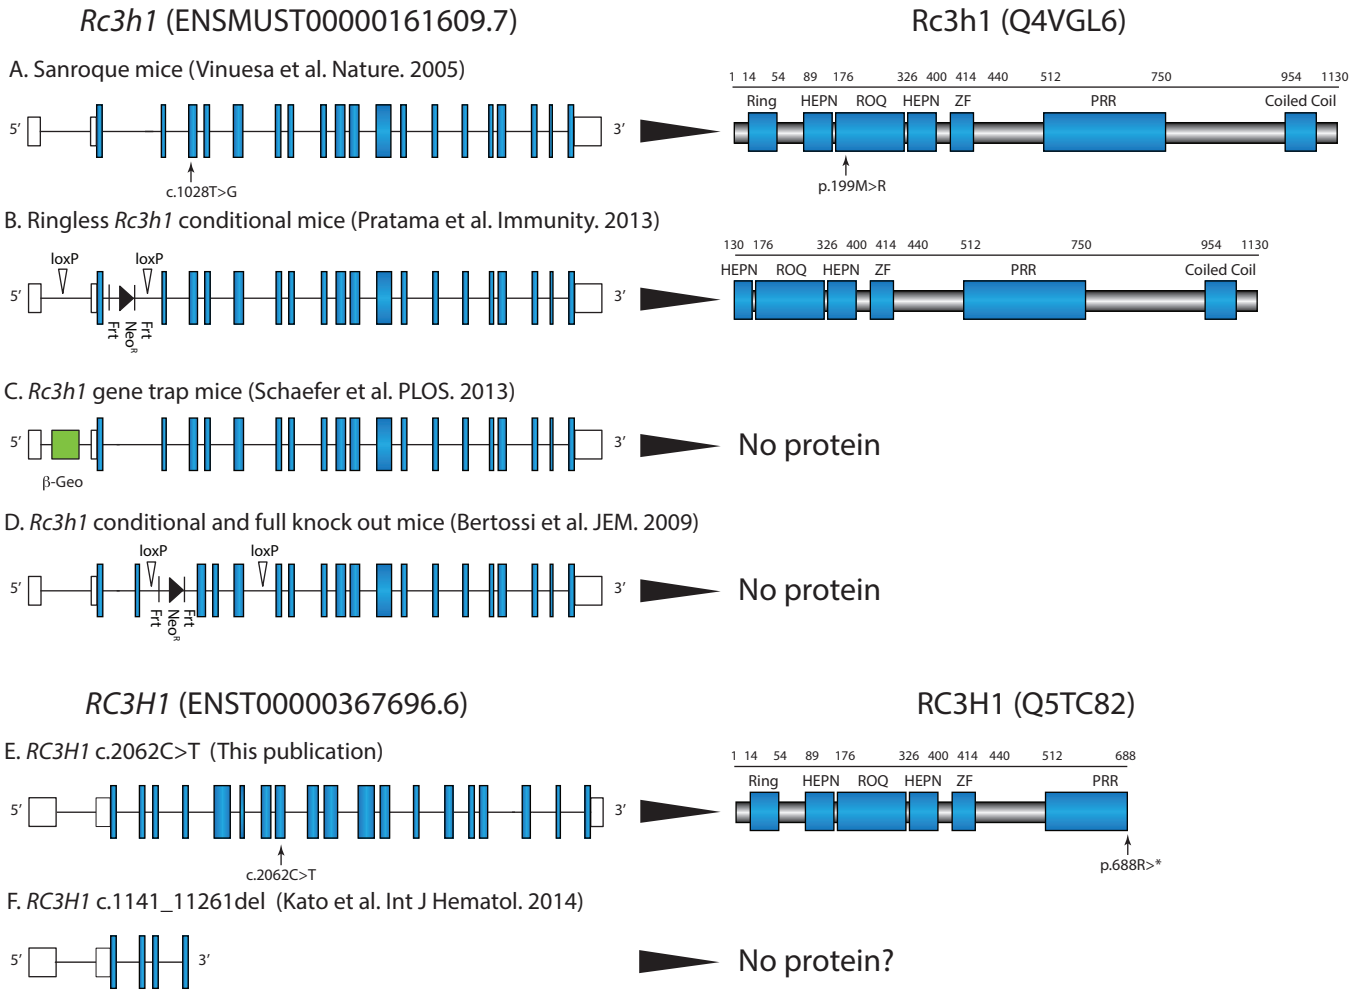 Rc3h1 (ENSMUST00000161609.7)
Rc3h1 (Q4VGL6)
A. Sanroque mice (Vinuesa et al. Nature. 2005)
1 14 54 89 176 326 400 414 440 512 750 954 1130
Ring HEPN ROQ HEPN ZF PRR Coiled Coil
5′ 3′
c.1028T>G
p.199M>R
B. Ringless Rc3h1 conditional mice (Pratama et al. Immunity. 2013)
130 176 326 400 414 440 512 750 954 1130
loxP loxP
HEPN ROQ HEPN ZF PRR Coiled Coil
5′ 3′
Frt NeoR Frt
C. Rc3h1 gene trap mice (Schaefer et al. PLOS. 2013)
5′ 3′
No protein
β-Geo
D. Rc3h1 conditional and full knock out mice (Bertossi et al. JEM. 2009)
loxP loxP
5′ 3′
No protein
Frt NeoR Frt
RC3H1 (ENST00000367696.6)
RC3H1 (Q5TC82)
E. RC3H1 c.2062C>T (This publication)
1 14 54 89 176 326 400 414 440 512 688
Ring HEPN ROQ HEPN ZF PRR
5′ 3′
c.2062C>T
p.688R>*
F. RC3H1 c.1141_11261del (Kato et al. Int J Hematol. 2014)
5′ 3′
No protein?